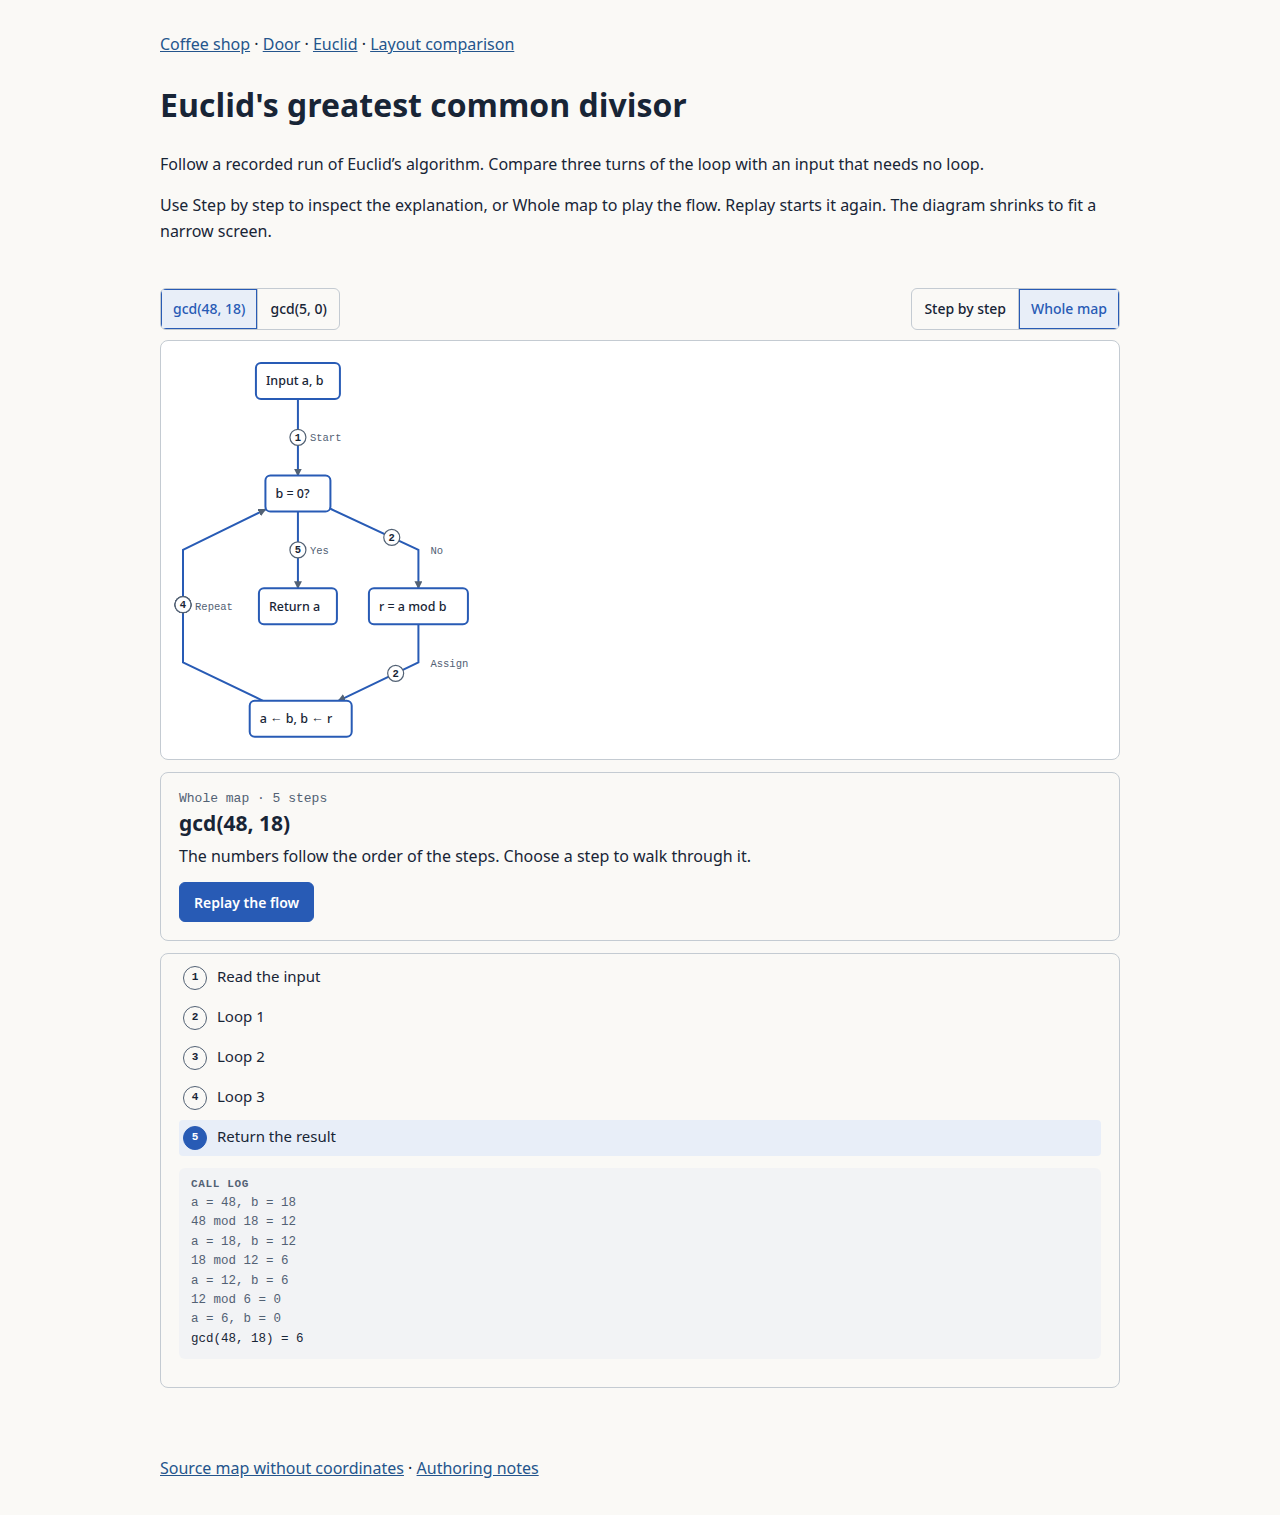 Coffee shop · Door · Euclid · Layout comparison
Euclid's greatest common divisor
Follow a recorded run of Euclid’s algorithm. Compare three turns of the loop with an input that needs no loop.
Use Step by step to inspect the explanation, or Whole map to play the flow. Replay starts it again. The diagram shrinks to fit a
narrow screen.
gcd(48, 18) gcd(5, 0) Step by step Whole map
Input a, b
1 Start
b = 0?
2
5 Yes No
4 Repeat Return a r = a mod b
Assign
2
a ← b, b ← r
Whole map · 5 steps
gcd(48, 18)
The numbers follow the order of the steps. Choose a step to walk through it.
Replay the flow
1 Read the input
2 Loop 1
3 Loop 2
4 Loop 3
5 Return the result
CALL LOG
a = 48, b = 18
48 mod 18 = 12
a = 18, b = 12
18 mod 12 = 6
a = 12, b = 6
12 mod 6 = 0
a = 6, b = 0
gcd(48, 18) = 6
Source map without coordinates · Authoring notes